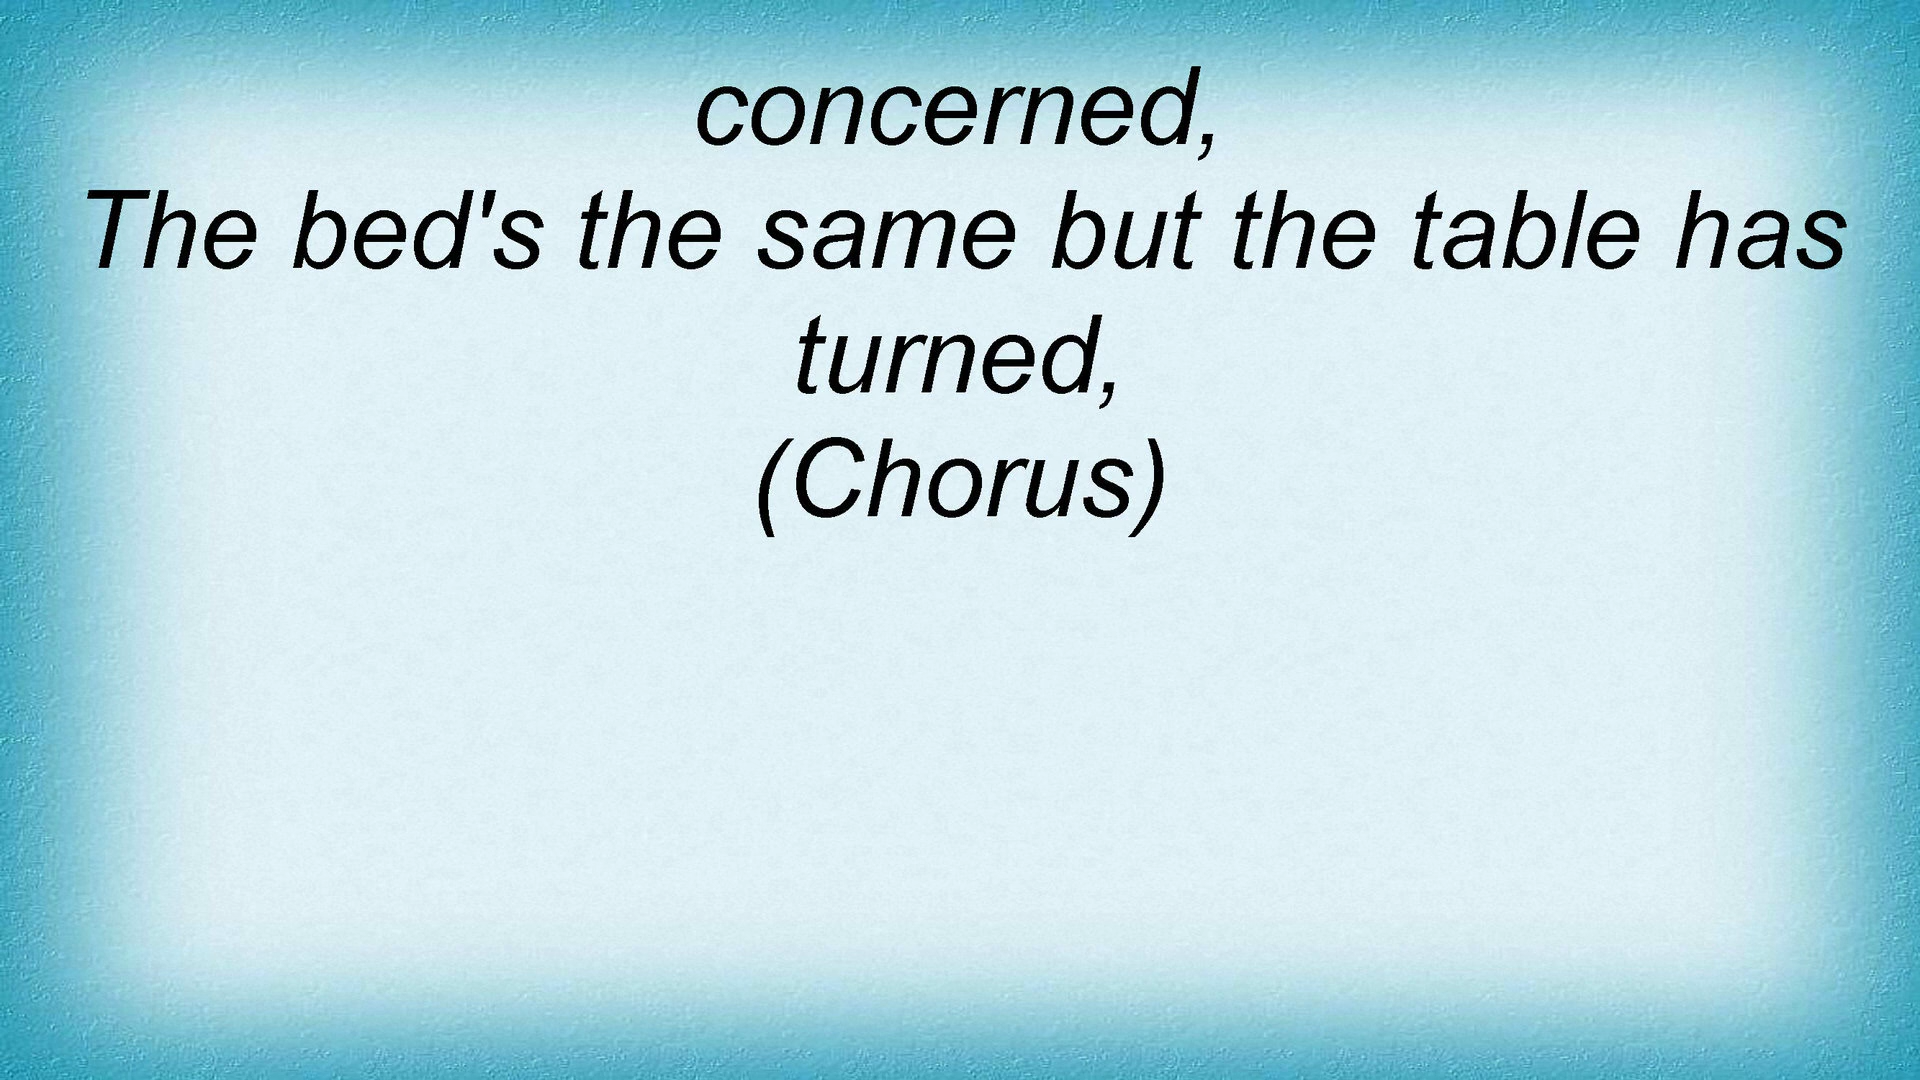 concerned,
The bed's the same but the table has
turned,
(Chorus)